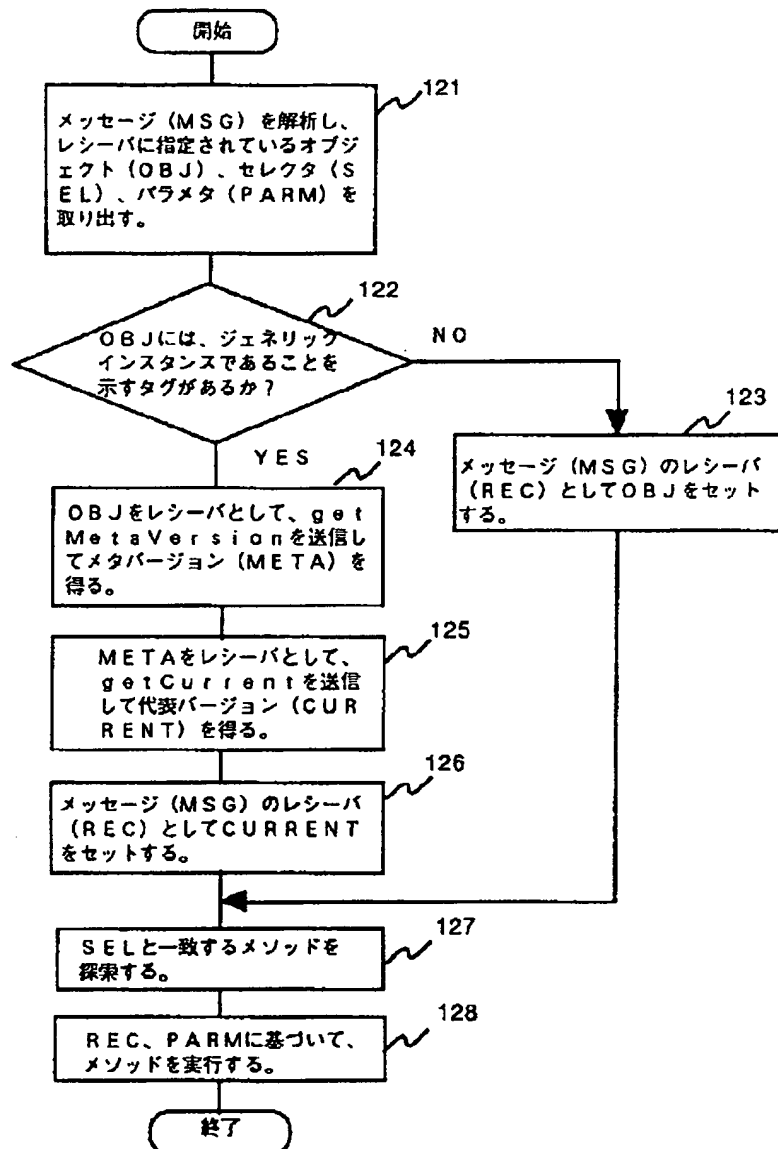 開始
121
メッセージ（MSG）を解析し、
レシーバに指定されているオブジ
ェクト（OBJ）、セレクタ（S
EL）、パラメタ（PARM）を
取り出す。
122
OBJには、ジェネリック
インスタンスであることを
示すタグがあるか？
NO
YES
123
メッセージ（MSG）のレシーバ
（REC）としてOBJをセット
する。
124
OBJをレシーバとして、get
MetaVersionを送信し
てメタバージョン（META）を
得る。
125
METAをレシーバとして、
getCurrentを送信
して代表バージョン（CUR
RENT）を得る。
126
メッセージ（MSG）のレシーバ
（REC）としてCURRENT
をセットする。
127
SELと一致するメソッドを
探索する。
128
REC、PARMに基づいて、
メソッドを実行する。
終了